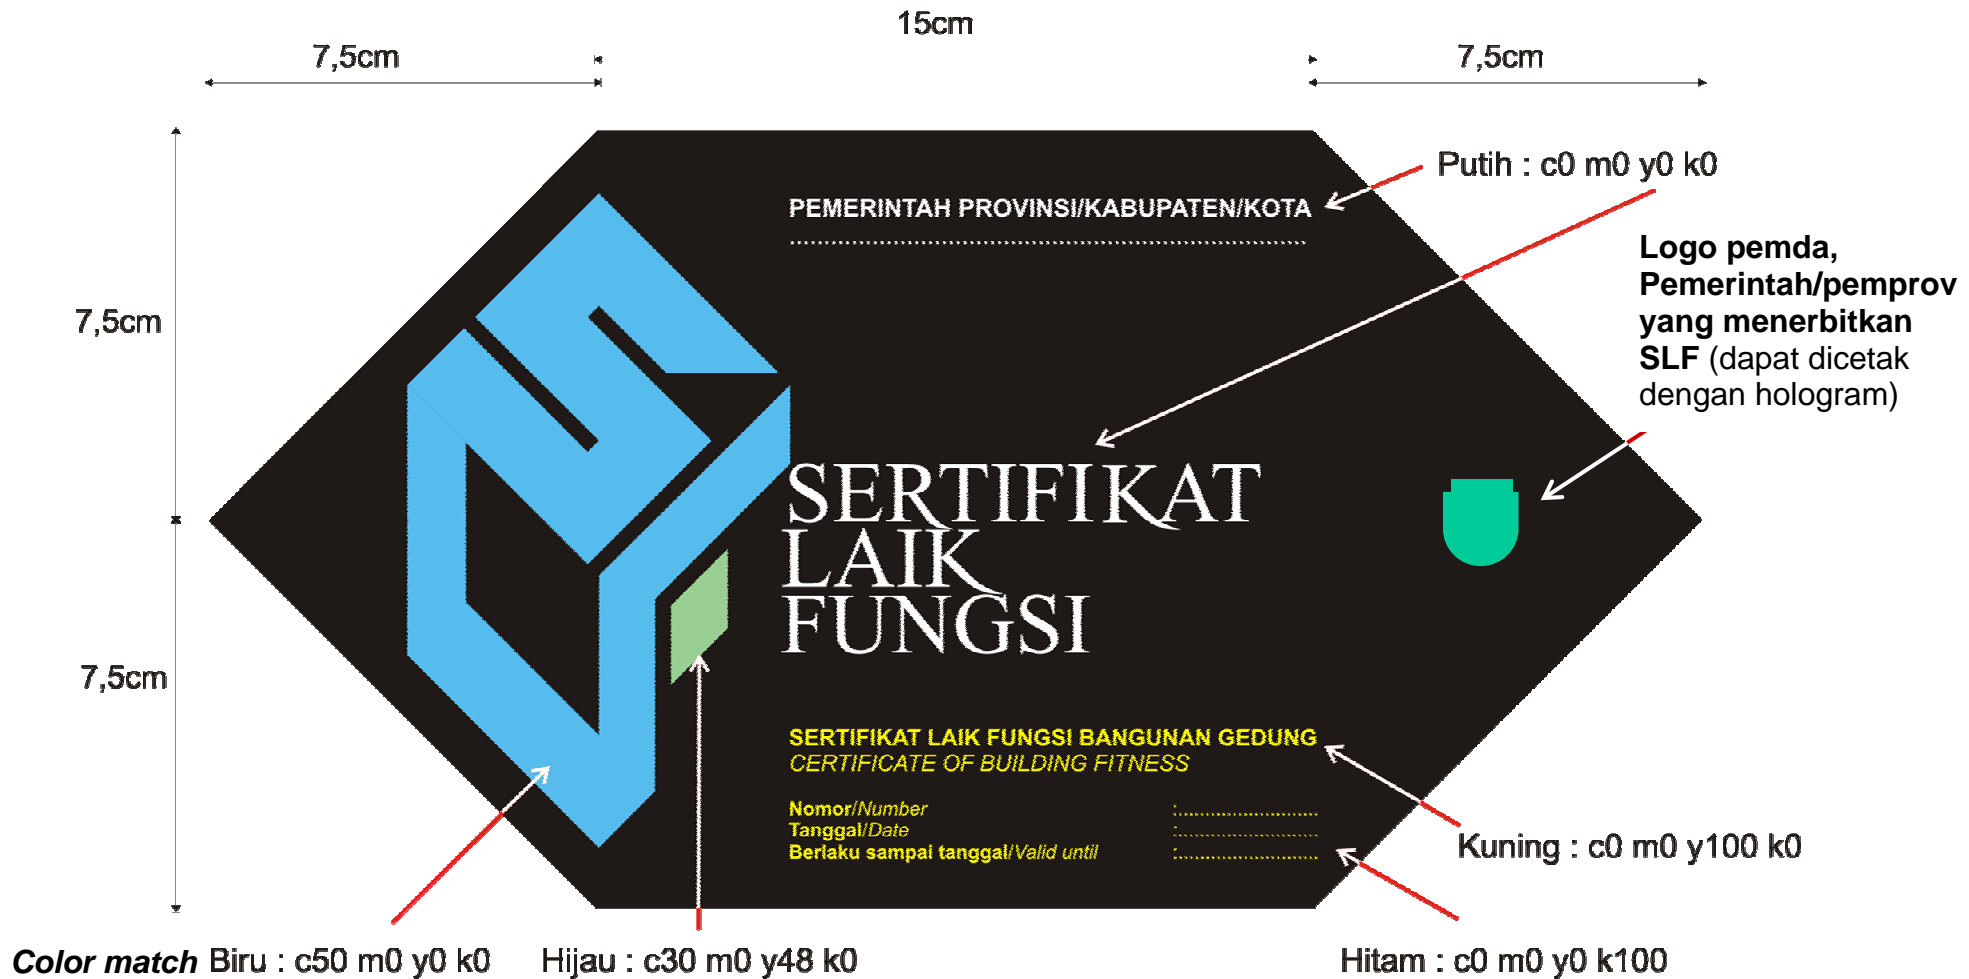 15cm
7,5cm
7,5cm
Putih : c0 m0 y0 k0
PEMERINTAH PROVINSI/KABUPATEN/KOTA
Logo pemda,
Pemerintah/pemprov
yang menerbitkan
SLF (dapat dicetak
dengan hologram)
7,5cm
SERTIFIKAT
LAIK
FUNGSI
7,5cm
SERTIFIKAT LAIK FUNGSI BANGUNAN GEDUNG
CERTIFICATE OF BUILDING FITNESS
Nomor/Number :
Tanggal/Date :
Berlaku sampai tanggal/Valid until :
Kuning : c0 m0 y100 k0
Color match Biru : c50 m0 y0 k0 Hijau : c30 m0 y48 k0 Hitam : c0 m0 y0 k100